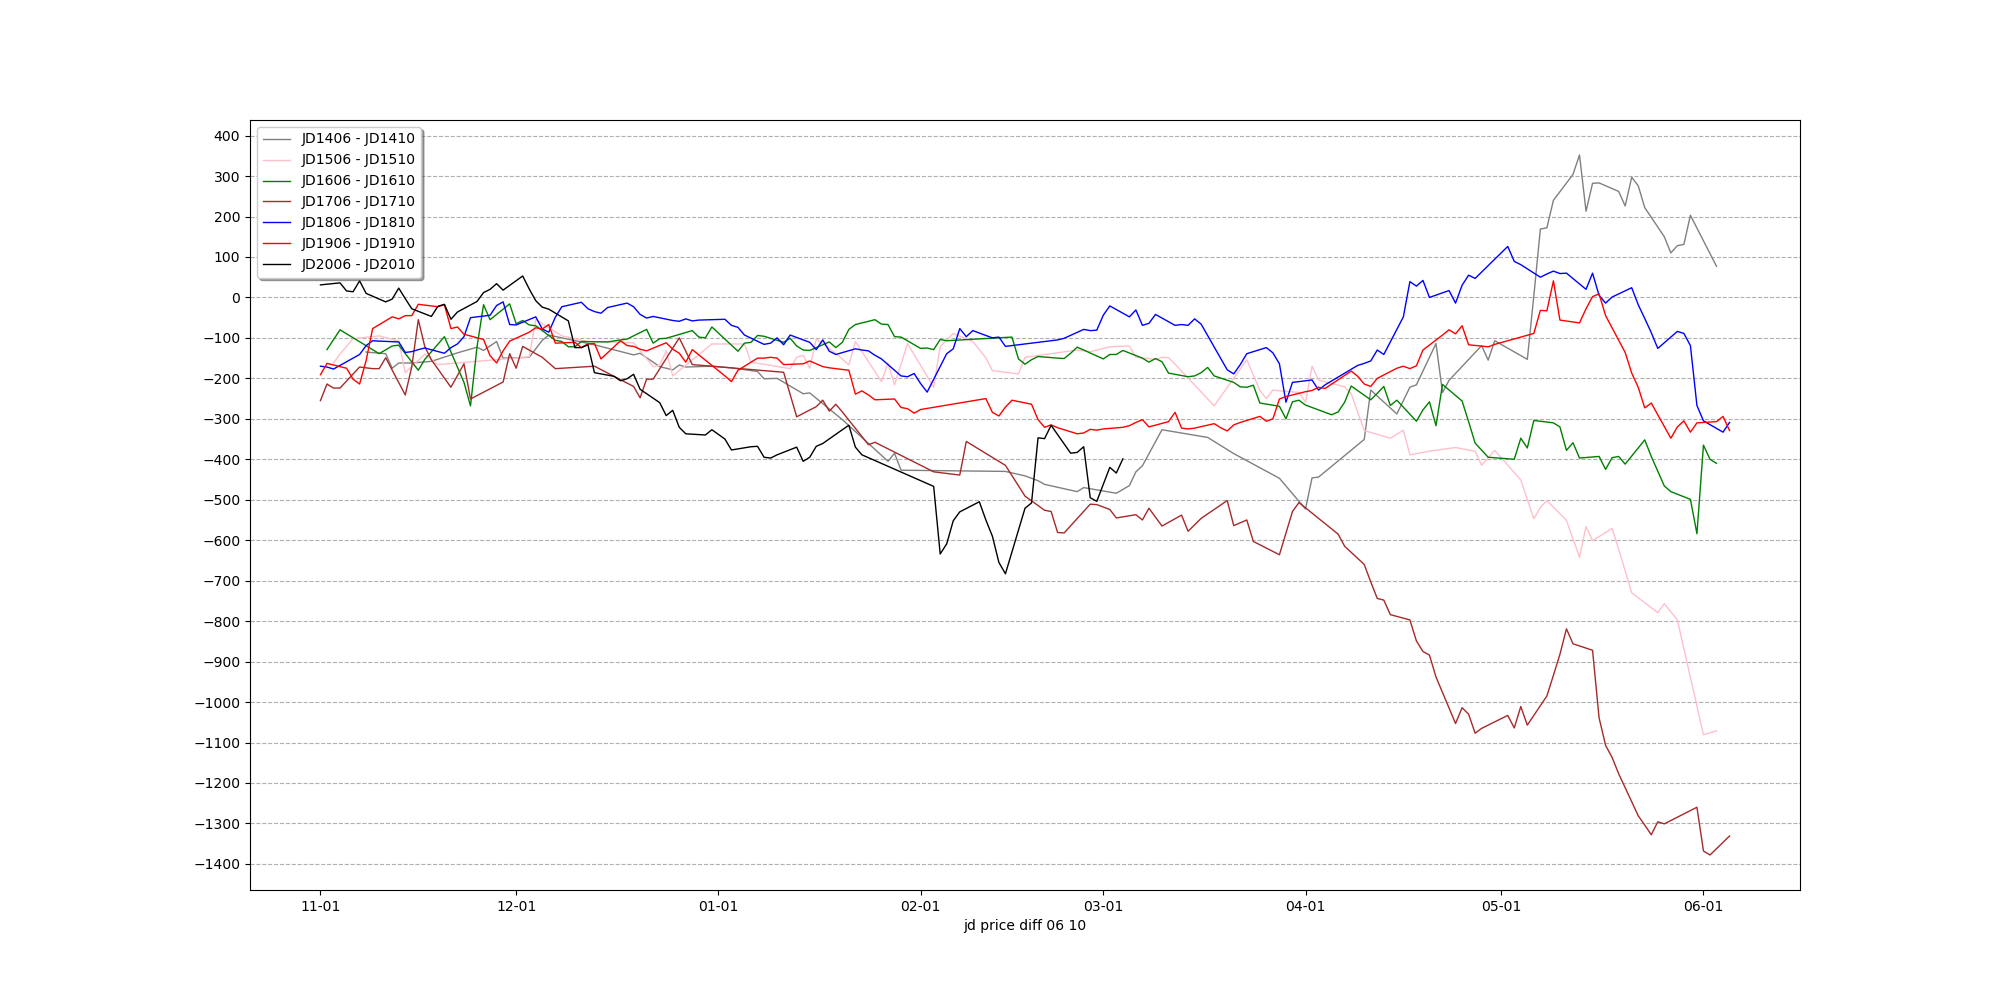 JD1406 - JD1410
JD1506 - JD1510
JD1606 - JD1610
JD1706 - JD1710
JD1806 - JD1810
JD1906 - JD1910
JD2006 - JD2010
400
300
200
100
0
−100
−200
−300
−400
−500
−600
−700
−800
−900
−1000
−1100
−1200
−1300
−1400
11-01 12-01 01-01 02-01 03-01 04-01 05-01 06-01
jd price diff 06 10